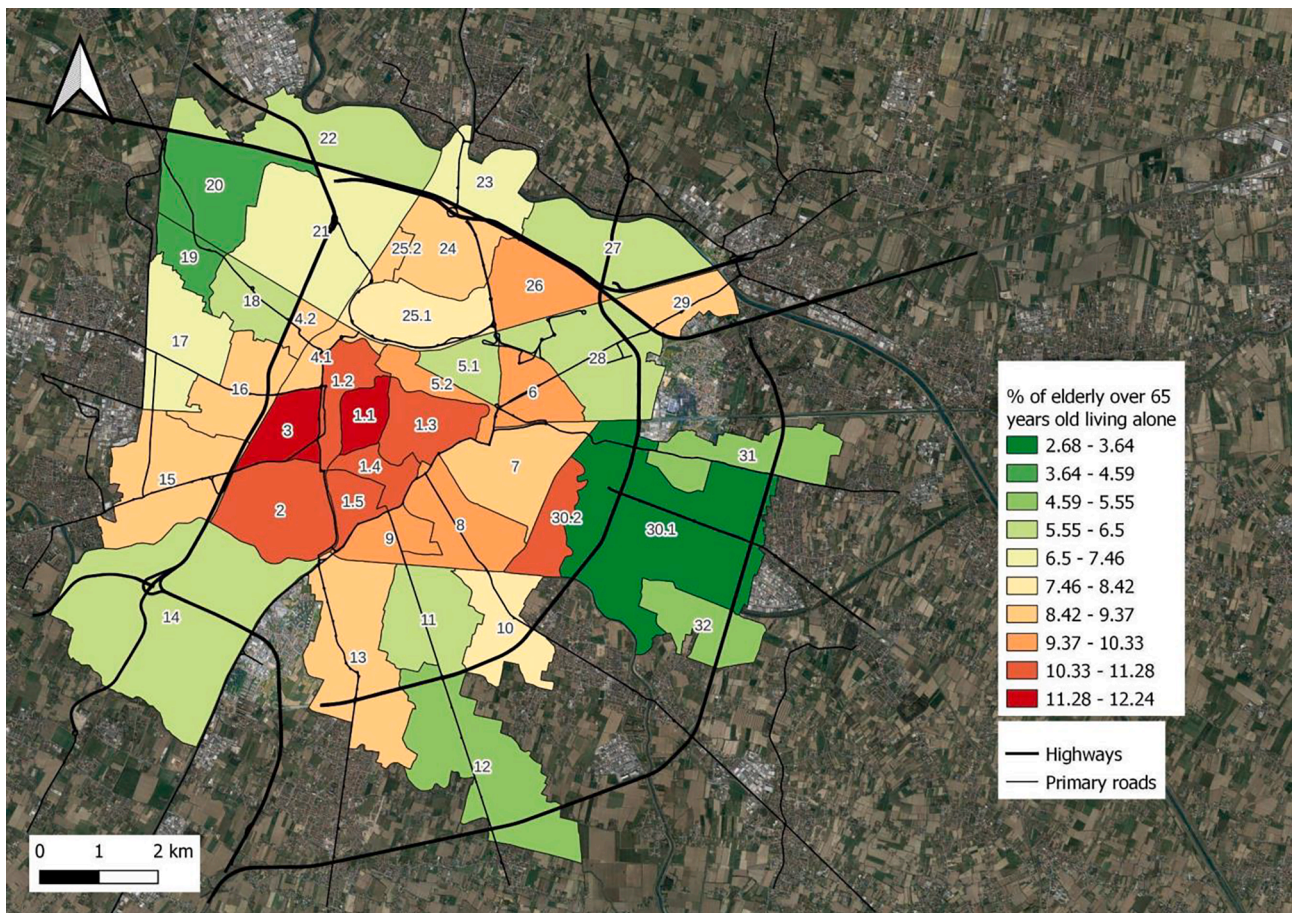 22
20
23
21
25.2
24
27
19
26
29
18
25.1
4.2
17
4.1
5.1
28
1.2
5.2
16
6
1.1
1.3
3
31
7
1.4
15
1.5
2
8
30.2
30.1
9
14
11
10
32
13
12
% of elderly over 65
years old living alone
2.68 - 3.64
3.64 - 4.59
4.59 - 5.55
5.55 - 6.5
6.5 - 7.46
7.46 - 8.42
8.42 - 9.37
9.37 - 10.33
10.33 - 11.28
11.28 - 12.24
Highways
Primary roads
0 1 2 km